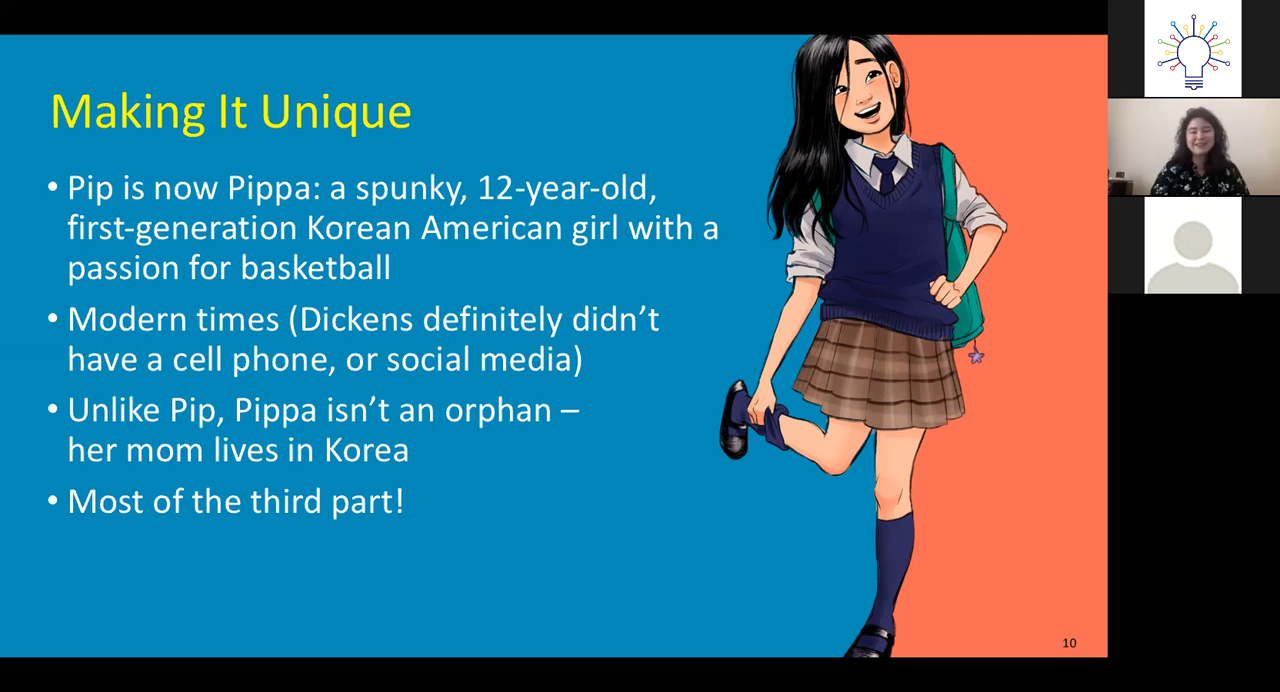 Making It Unique
• Pip is now Pippa: a spunky, 12-year-old,
first-generation Korean American girl with a
passion for basketball
• Modern times (Dickens definitely didn’t
have a cell phone, or social media)
• Unlike Pip, Pippa isn’t an orphan –
her mom lives in Korea
• Most of the third part!
10